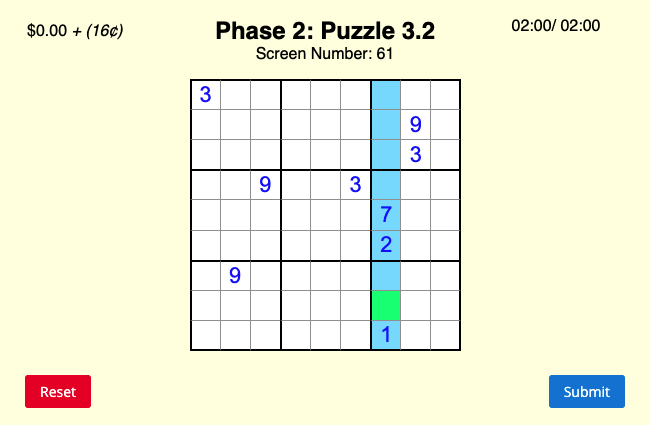 $0.00 + (16¢)
Phase 2: Puzzle 3.2
02:00/ 02:00
Screen Number: 61
3
9
3
9 3
7
2
9
1
Reset
Submit